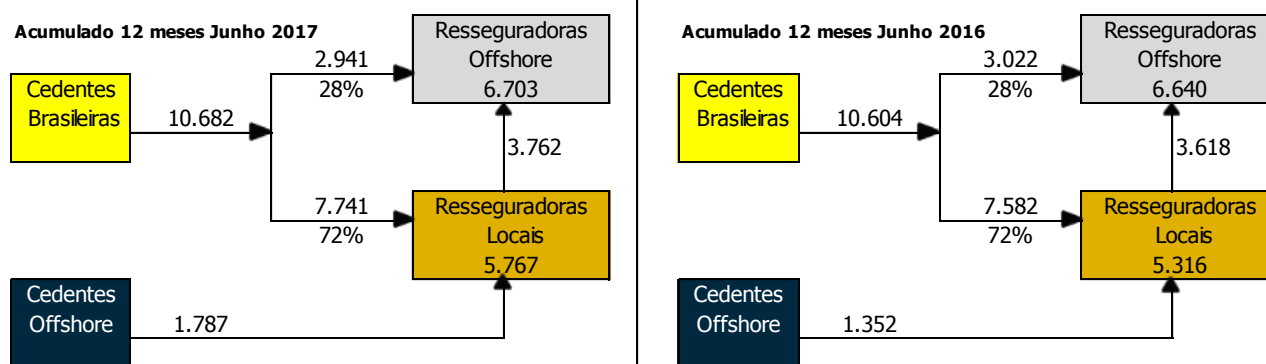 Acumulado 12 meses Junho 2017
2.941
28%
Resseguradoras
Offshore
6.703
Cedentes
Brasileiras
10.682
3.762
7.741
72%
Resseguradoras
Locais
5.767
Cedentes
Offshore
1.787
Acumulado 12 meses Junho 2016
3.022
28%
Resseguradoras
Offshore
6.640
Cedentes
Brasileiras
10.604
3.618
7.582
72%
Resseguradoras
Locais
5.316
Cedentes
Offshore
1.352